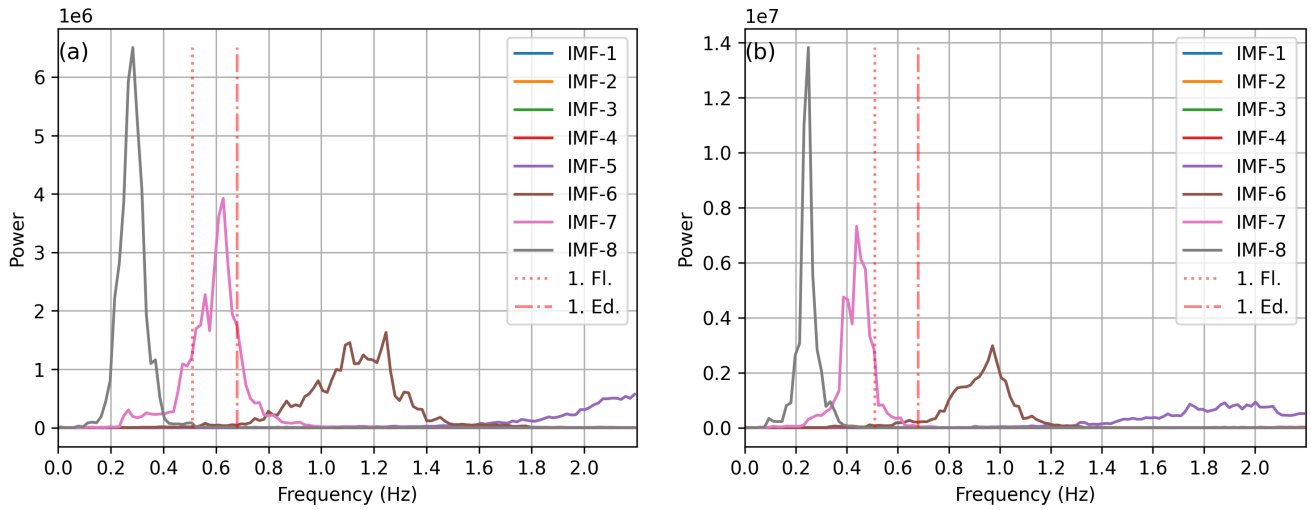 1e6
(a)
6
5
4
3
2
1
0
Power
0.0 0.2 0.4 0.6 0.8 1.0 1.2 1.4 1.6 1.8 2.0
Frequency (Hz)
IMF-1
IMF-2
IMF-3
IMF-4
IMF-5
IMF-6
IMF-7
IMF-8
1. Fl.
1. Ed.
1e7
(b)
1.4
1.2
1.0
0.8
0.6
0.4
0.2
0.0
Power
0.0 0.2 0.4 0.6 0.8 1.0 1.2 1.4 1.6 1.8 2.0
Frequency (Hz)
IMF-1
IMF-2
IMF-3
IMF-4
IMF-5
IMF-6
IMF-7
IMF-8
1. Fl.
1. Ed.